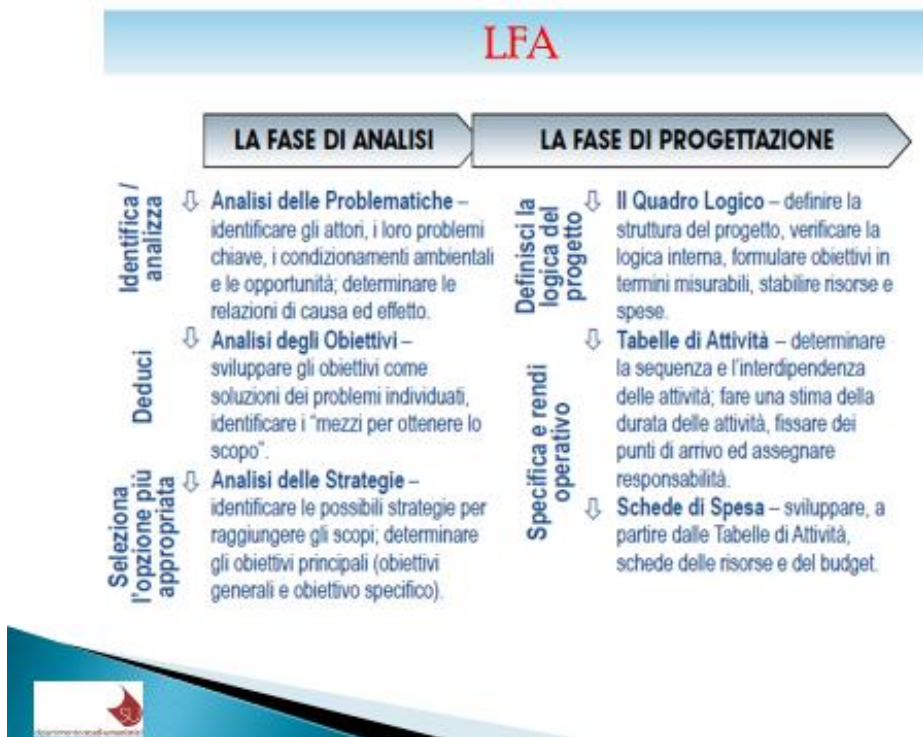 LFA
LA FASE DI ANALISI
LA FASE DI PROGETTAZIONE
Identifica /
analizza
Analisi delle Problematiche –
identificare gli attori, i loro problemi
chiave, i condizionamenti ambientali
e le opportunità; determinare le
relazioni di causa ed effetto.
Deduci
Analisi degli Obiettivi –
sviluppare gli obiettivi come
soluzioni dei problemi individuati,
identificare i “mezzi per ottenere lo
scopo”.
Seleziona
l'opzione più
appropriata
Analisi delle Strategie –
identificare le possibili strategie per
raggiungere gli scopi; determinare
gli obiettivi principali (obiettivi
generali e obiettivo specifico).
Definisci la
logica del
progetto
Il Quadro Logico – definire la
struttura del progetto, verificare la
logica interna, formulare obiettivi in
termini misurabili, stabilire risorse e
spese.
Specifica e rendi
operativo
Tabelle di Attività – determinare
la sequenza e l'interdipendenza
delle attività; fare una stima della
durata delle attività, fissare dei
punti di arrivo ed assegnare
responsabilità.
Schede di Spesa – sviluppare, a
partire dalle Tabelle di Attività,
schede delle risorse e del budget.
SU